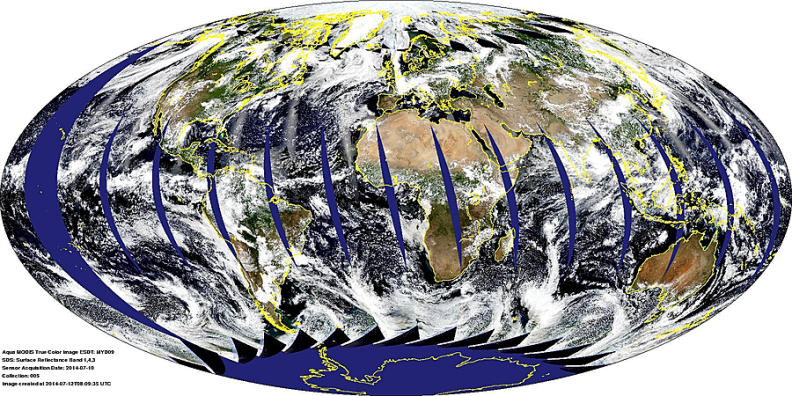 Aqua MODIS True Color Image ESDT: MYD09
SDS: Surface Reflectance Band 1,4,3
Sensor Acquisition Date: 2014-07-10
Collection: 005
Image created at 2014-07-12T08:09:35 UTC